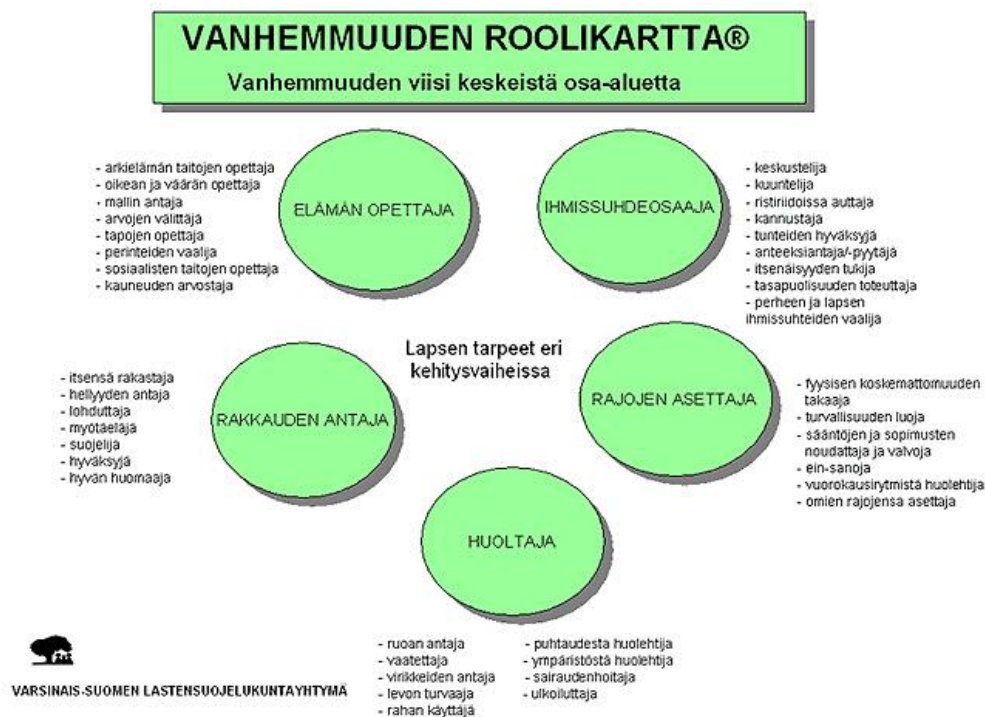 VANHEMMUUDEN ROOLIKARTTA®
Vanhemmuuden viisi keskeistä osa-aluetta
- arkielämän taitojen opettaja
- oikean ja väärän opettaja
- mallin antaja
- arvojen välittäjä
- tapojen opettaja
- perinteiden vaalija
- sosiaalisten taitojen opettaja
- kauneuden arvostaja
ELÄMÄN OPETTAJA
IHMISSUHDEOSAAJA
- keskustelija
- kuuntelija
- ristiriidoissa auttaja
- kannustaja
- tunteiden hyväksyjä
- anteeksiantaja/-pyytäjä
- itsenäisyyden tukija
- tasapuolisuuden toteuttaja
- perheen ja lapsen
ihmissuhteiden vaalija
Lapsen tarpeet eri
kehitysvaiheissa
- itsensä rakastaja
- hellyyden antaja
- lohduttaja
- myötäeläjä
- suojelija
- hyväksyjä
- hyvän huomaaja
RAKKAUDEN ANTAJA
RAJOJEN ASETTAJA
- fyysisen koskemattomuuden
takaaja
- turvallisuuden luoja
- sääntöjen ja sopimusten
noudattaja ja valvoja
- ein-sanoja
- vuorokausirytmistä huolehtija
- omien rajojensa asettaja
HUOLTAJA
- ruoan antaja
- vaatettaja
- virikkeiden antaja
- levon turvaaja
- rahan käyttäjä
- puhtaudesta huolehtija
- ympäristöstä huolehtija
- sairaudenhoitaja
- ulkoiluttaja
VARSINAIS-SUOMEN LASTENSUOJELUKUNTAYHTYMÄ